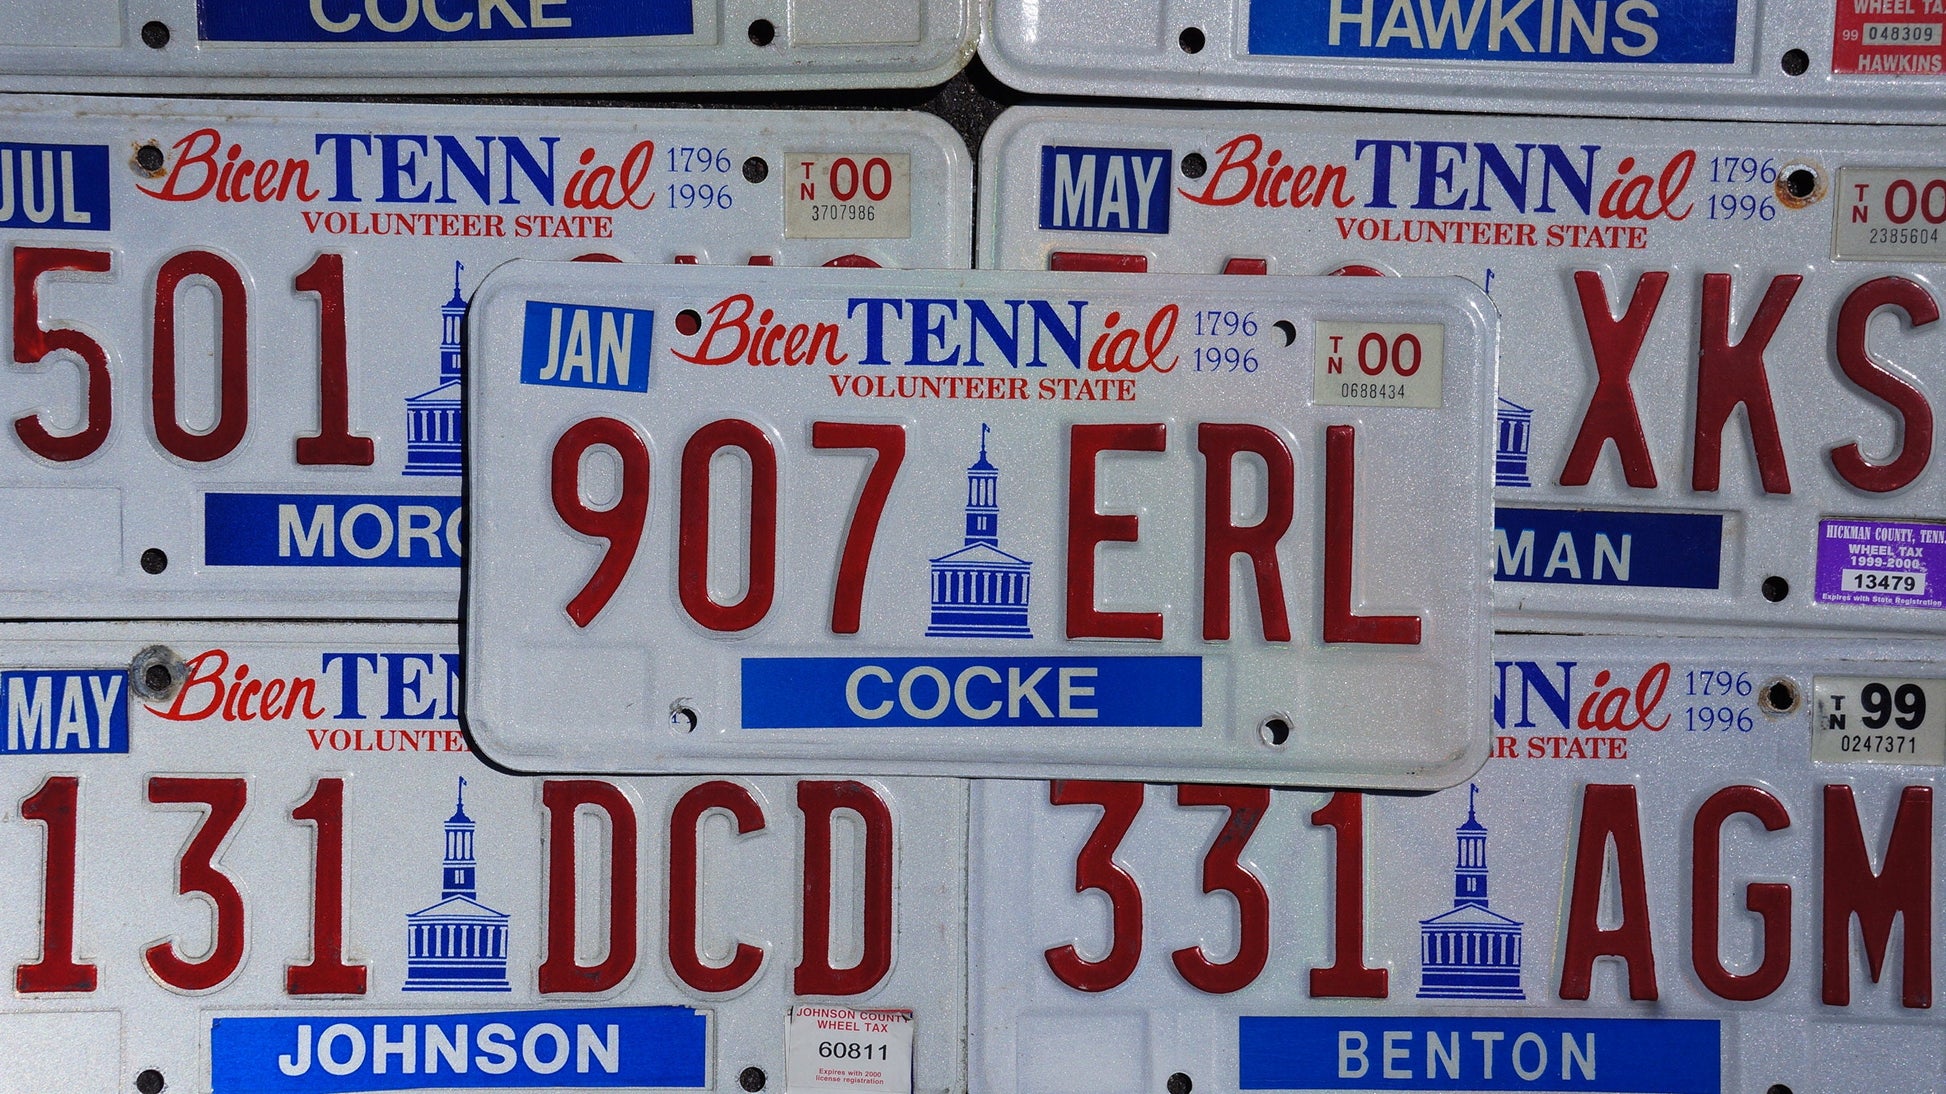 COCKE
HAWKINS
WHEEL TA
99 048309
HAWKINS
JUL
BicenTENNial
1796
1996
VOLUNTEER STATE
TN 00
3707986
501
MORG
MAY
BicenTENNial
1796
1996
VOLUNTEER STATE
TN 00
2385604
XKS
MAN
HICKMAN COUNTY, TENN.
WHEEL TAX
1999-2000
13479
Expires with State Registration
JAN
BicenTENNial
1796
1996
VOLUNTEER STATE
TN 00
0688434
907 ERL
COCKE
MAY
BicenTEN
VOLUNTE
131 DCD
JOHNSON
JOHNSON COUNTY
WHEEL TAX
60811
Expires with 2000
license registration
NNial
1796
1996
R STATE
TN 99
0247371
331 AGM
BENTON